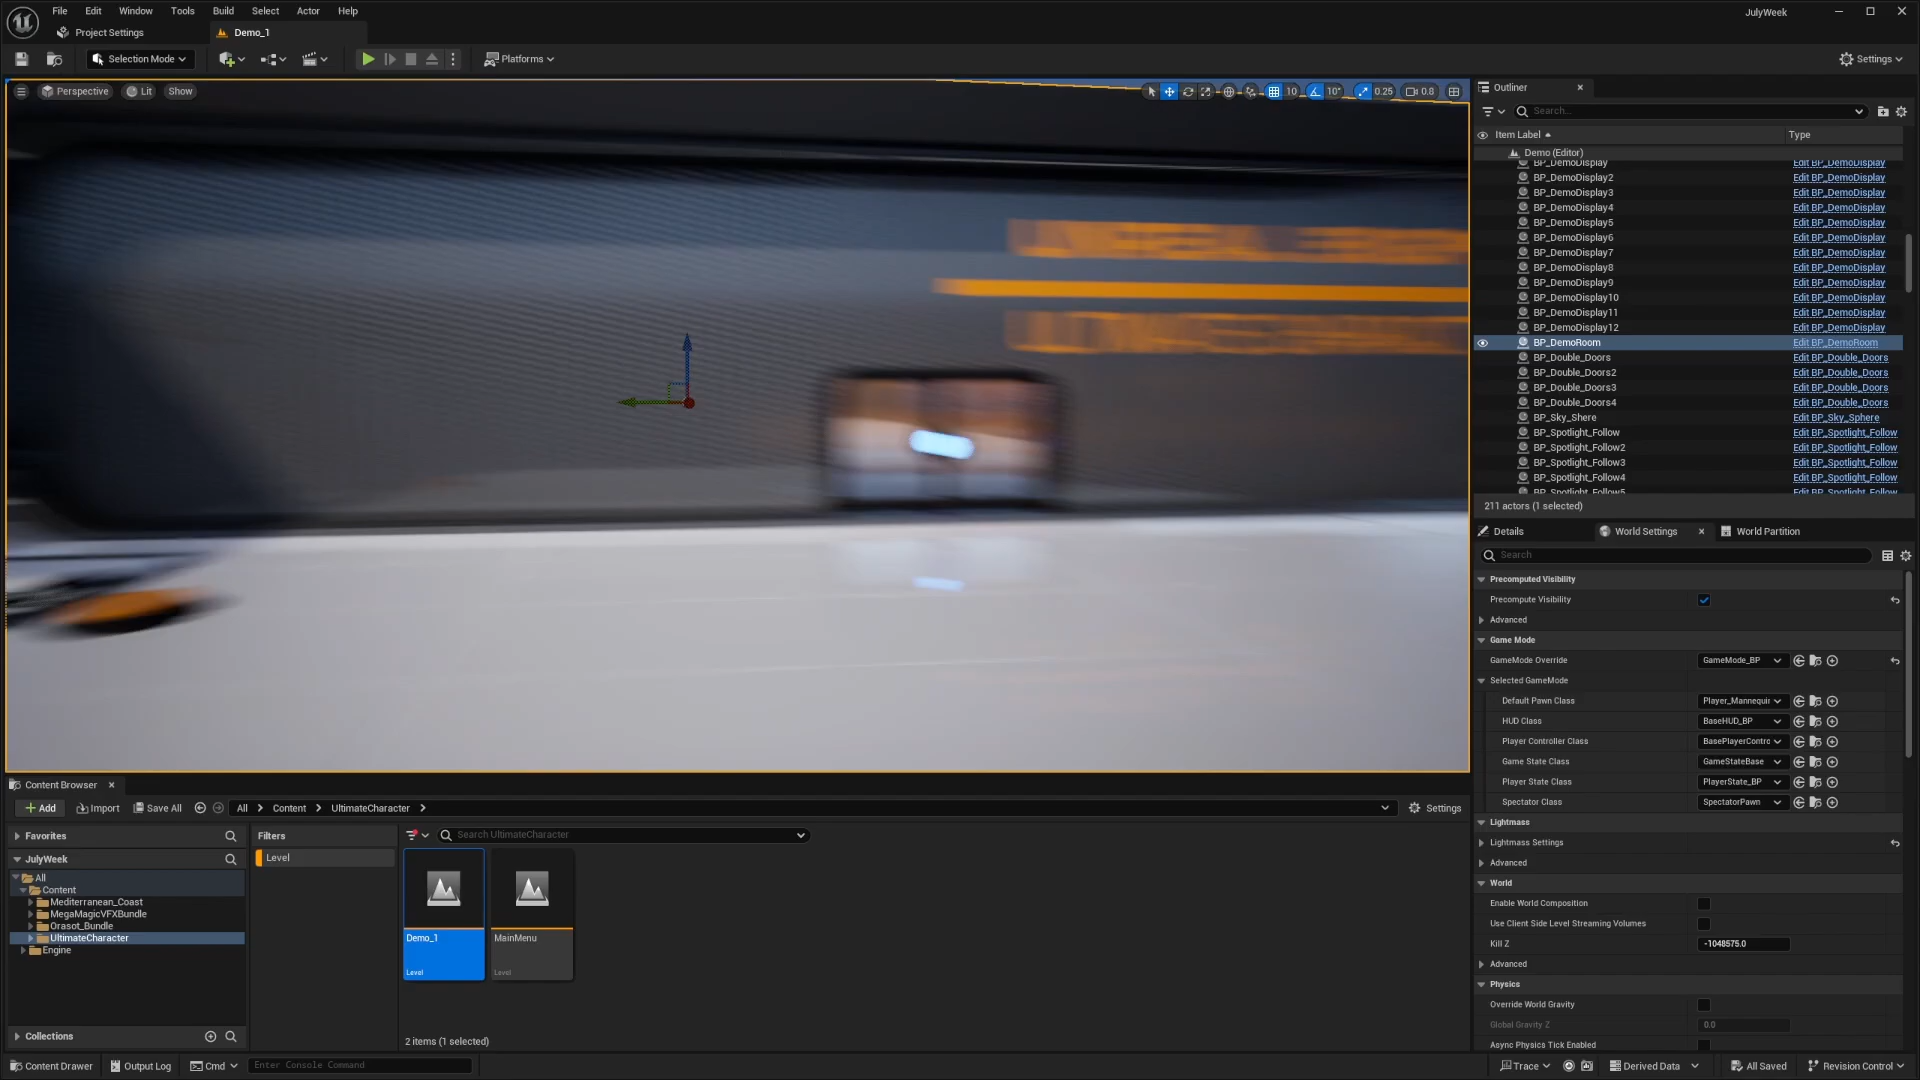 File Edit Window Tools Build Select Actor Help
JulyWeek
Project Settings
Demo_1
Selection Mode
Platforms
Settings
Perspective
Lit
Show
10
10°
0.25
0.8
Outliner
Search...
Item Label
Type
Demo (Editor)
BP_DemoDisplay Edit BP_DemoDisplay
BP_DemoDisplay2 Edit BP_DemoDisplay
BP_DemoDisplay3 Edit BP_DemoDisplay
BP_DemoDisplay4 Edit BP_DemoDisplay
BP_DemoDisplay5 Edit BP_DemoDisplay
BP_DemoDisplay6 Edit BP_DemoDisplay
BP_DemoDisplay7 Edit BP_DemoDisplay
BP_DemoDisplay8 Edit BP_DemoDisplay
BP_DemoDisplay9 Edit BP_DemoDisplay
BP_DemoDisplay10 Edit BP_DemoDisplay
BP_DemoDisplay11 Edit BP_DemoDisplay
BP_DemoDisplay12 Edit BP_DemoDisplay
BP_DemoRoom Edit BP_DemoRoom
BP_Double_Doors Edit BP_Double_Doors
BP_Double_Doors2 Edit BP_Double_Doors
BP_Double_Doors3 Edit BP_Double_Doors
BP_Double_Doors4 Edit BP_Double_Doors
BP_Sky_Shere Edit BP_Sky_Sphere
BP_Spotlight_Follow Edit BP_Spotlight_Follow
BP_Spotlight_Follow2 Edit BP_Spotlight_Follow
BP_Spotlight_Follow3 Edit BP_Spotlight_Follow
BP_Spotlight_Follow4 Edit BP_Spotlight_Follow
BP_Spotlight_Follow5 Edit BP_Spotlight_Follow
211 actors (1 selected)
Details
World Settings
World Partition
Search
Precomputed Visibility
Precompute Visibility
Advanced
Game Mode
GameMode Override GameMode_BP
Selected GameMode
Default Pawn Class Player_Mannequin
HUD Class BaseHUD_BP
Player Controller Class BasePlayerContro
Game State Class GameStateBase
Player State Class PlayerState_BP
Spectator Class SpectatorPawn
Lightmass
Lightmass Settings
Advanced
World
Enable World Composition
Use Client Side Level Streaming Volumes
Kill Z -1048575.0
Advanced
Physics
Override World Gravity
Global Gravity Z 0.0
Async Physics Tick Enabled
Content Browser
Add Import Save All
All Content UltimateCharacter
Settings
Favorites
JulyWeek
All
Content
Mediterranean_Coast
MegaMagicVFXBundle
Orasot_Bundle
UltimateCharacter
Engine
Collections
Filters
Level
Search UltimateCharacter
Demo_1
Level
MainMenu
Level
2 items (1 selected)
Content Drawer
Output Log
Cmd
Enter Console Command
Trace
Derived Data
All Saved
Revision Control